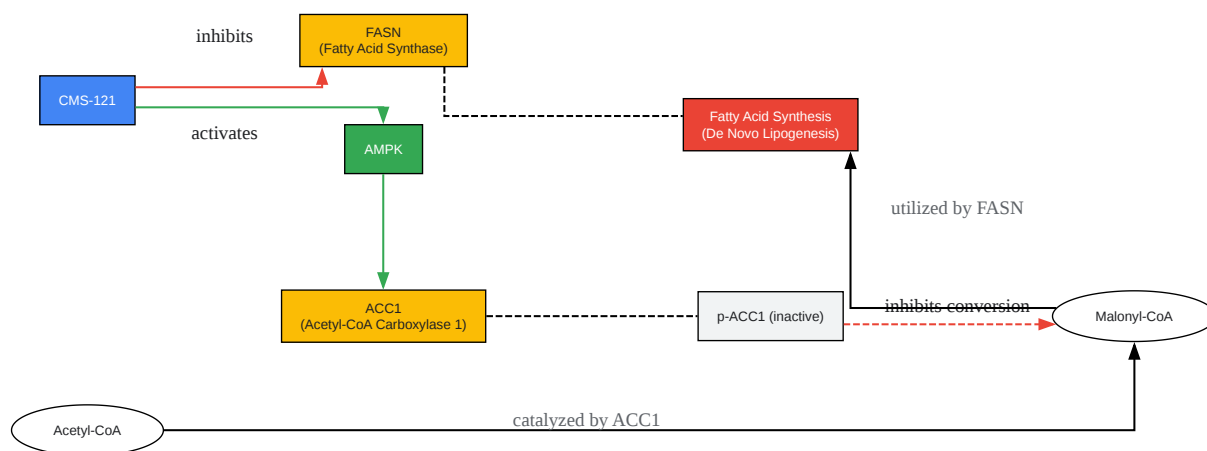 inhibits
FASN
(Fatty Acid Synthase)
CMS-121
activates
AMPK
Fatty Acid Synthesis
(De Novo Lipogenesis)
utilized by FASN
ACC1
(Acetyl-CoA Carboxylase 1)
p-ACC1 (inactive)
inhibits conversion
Malonyl-CoA
catalyzed by ACC1
Acetyl-CoA